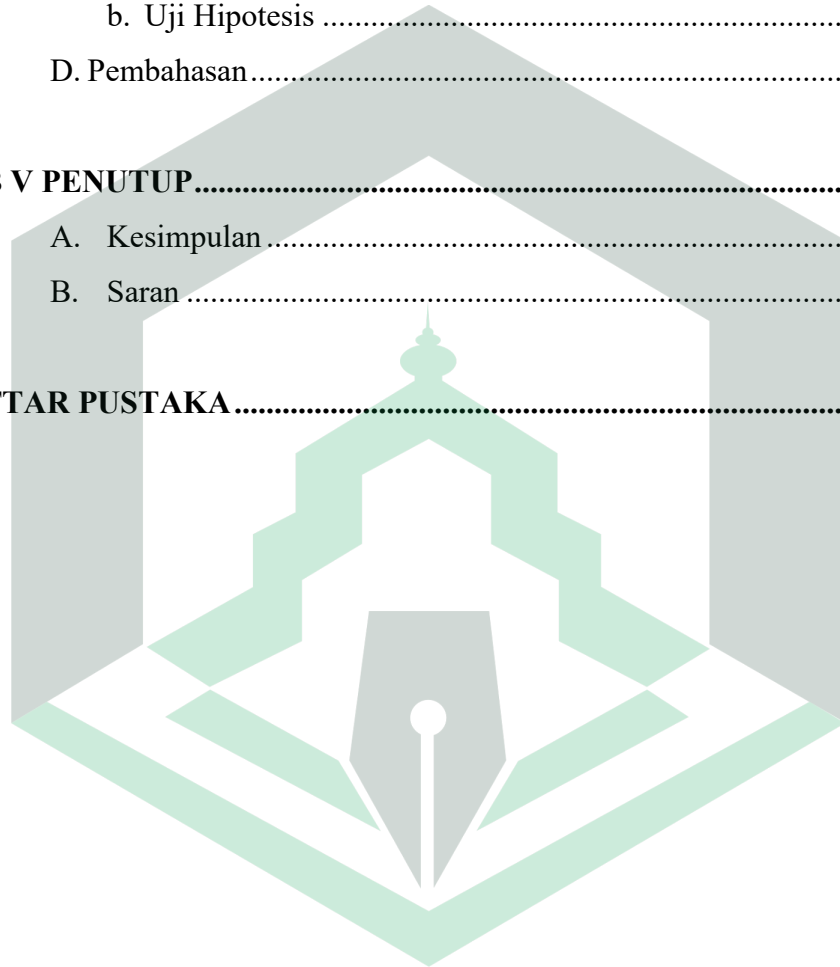 b. Uji Hipotesis ................................................................
D. Pembahasan............................................................................
V PENUTUP.................................................................................
A. Kesimpulan ........................................................................
B. Saran ..................................................................................
TAR PUSTAKA............................................................................